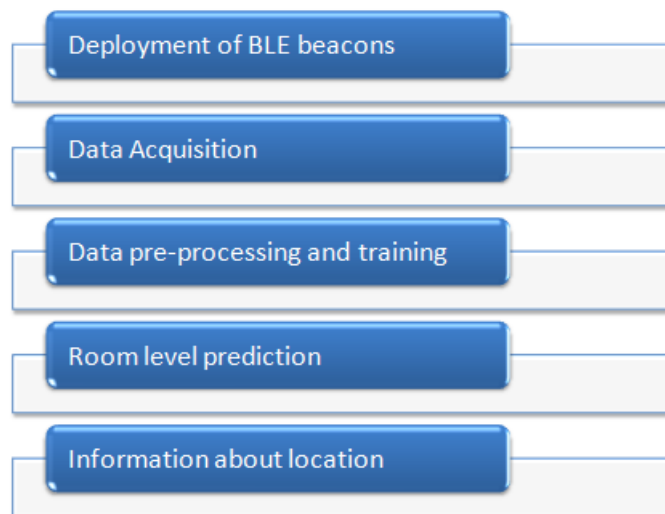 Deployment of BLE beacons
Data Acquisition
Data pre-processing and training
Room level prediction
Information about location